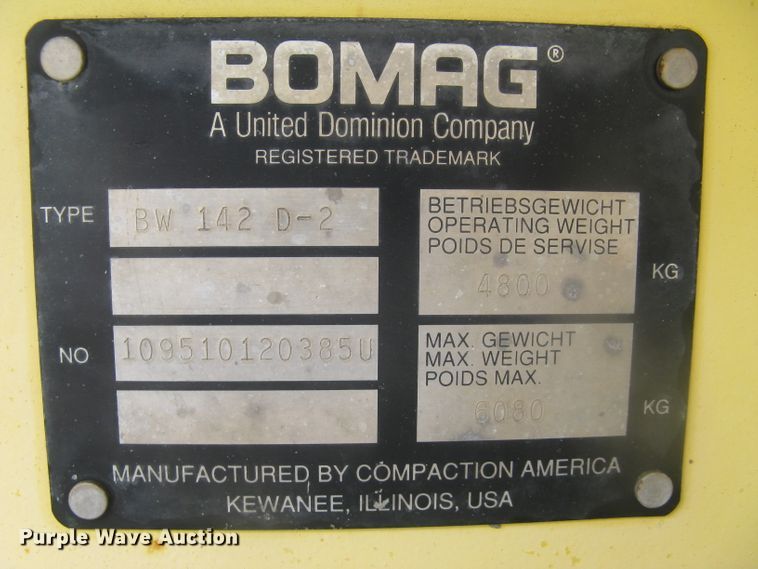 BOMAG®
A United Dominion Company
REGISTERED TRADEMARK
TYPE BW 142 D-2
BETRIEBSGEWICHT
OPERATING WEIGHT
POIDS DE SERVISE
4800 KG
NO 109510120385U
MAX. GEWICHT
MAX. WEIGHT
POIDS MAX.
6080 KG
MANUFACTURED BY COMPACTION AMERICA
KEWANEE, ILLINOIS, USA
Purple Wave Auction